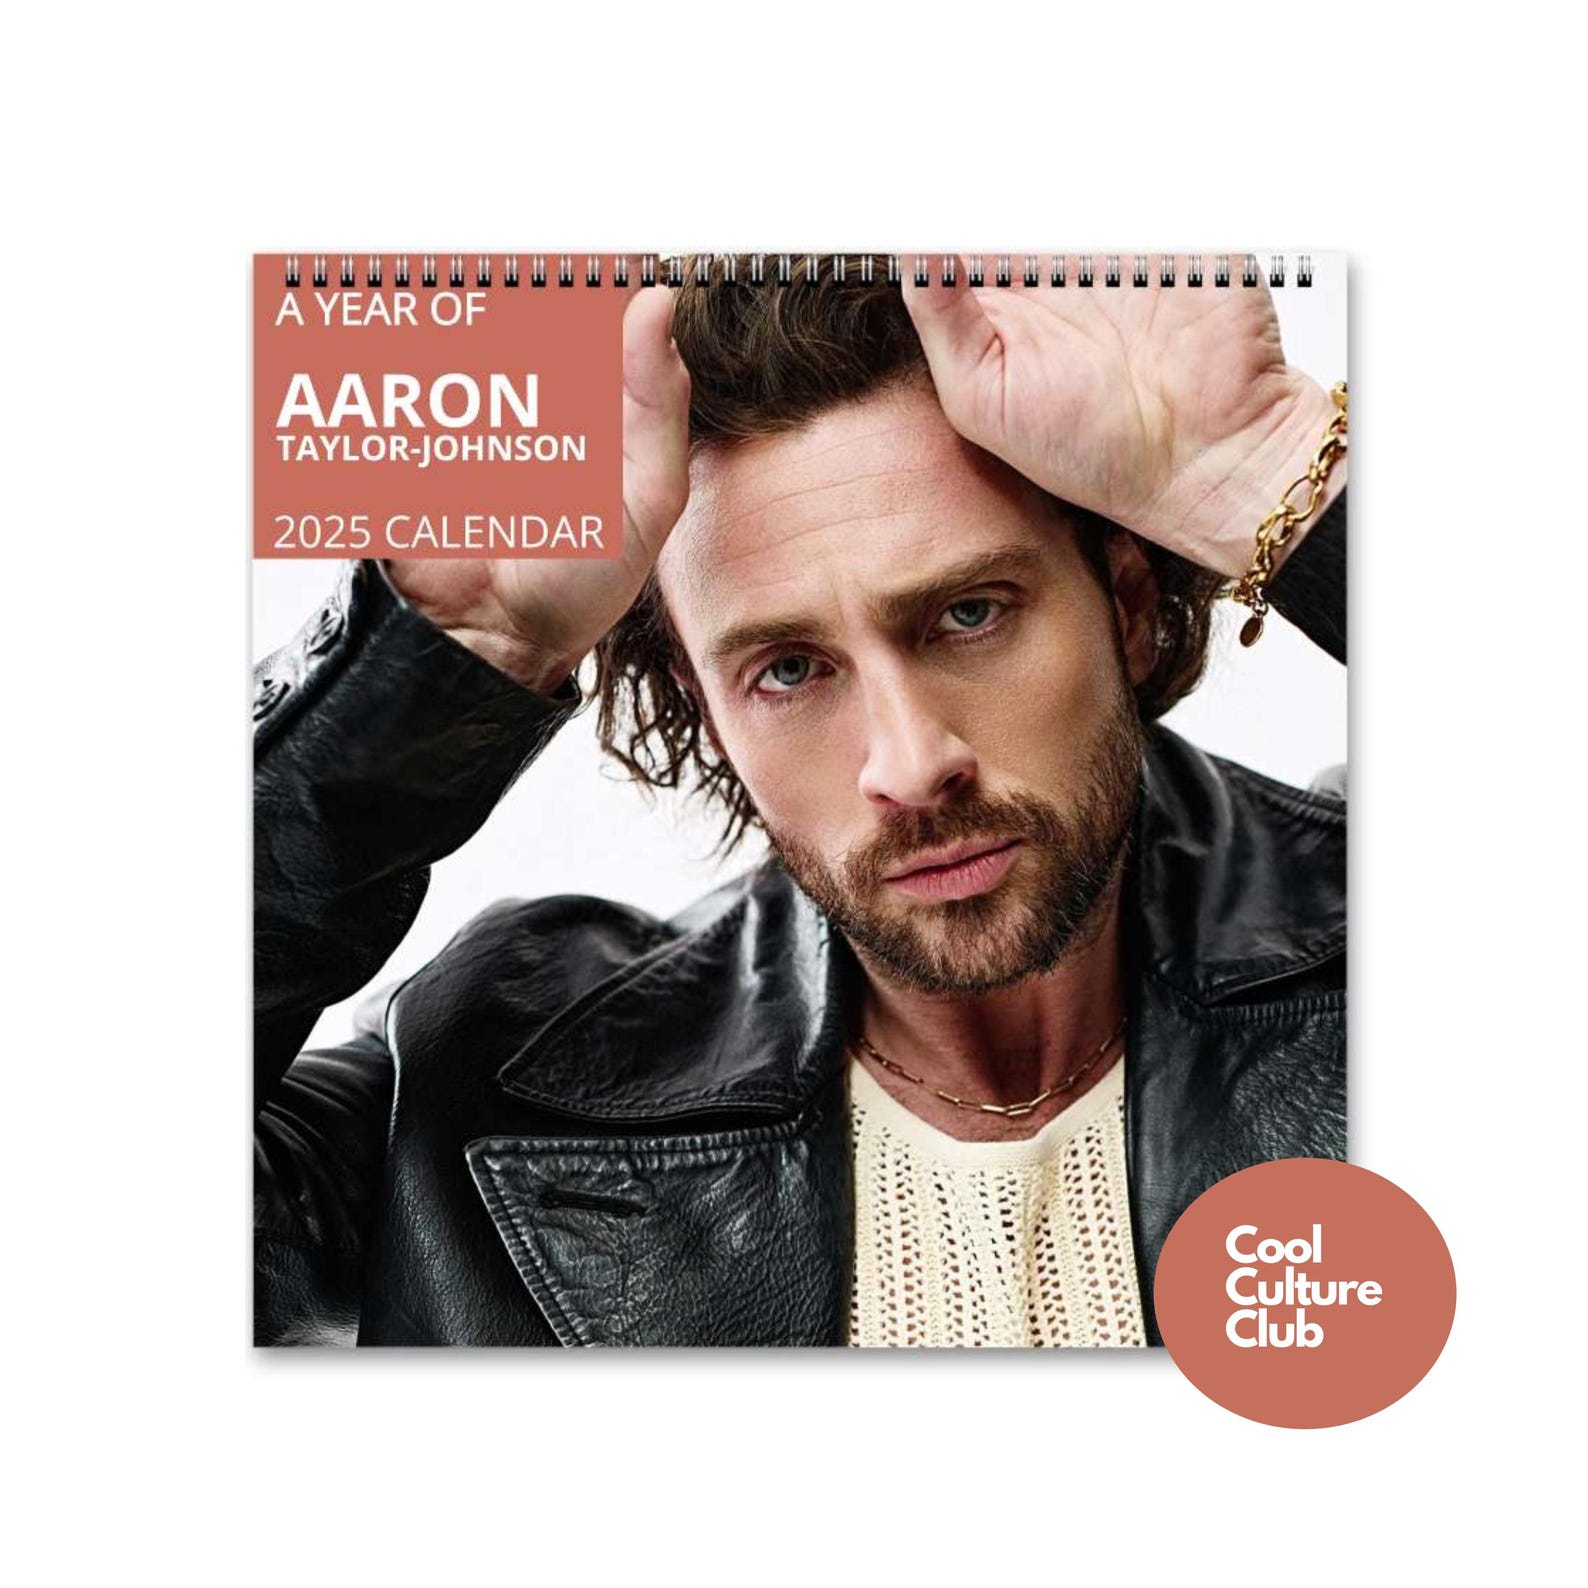 A YEAR OF
AARON
TAYLOR-JOHNSON
2025 CALENDAR
Cool
Culture
Club